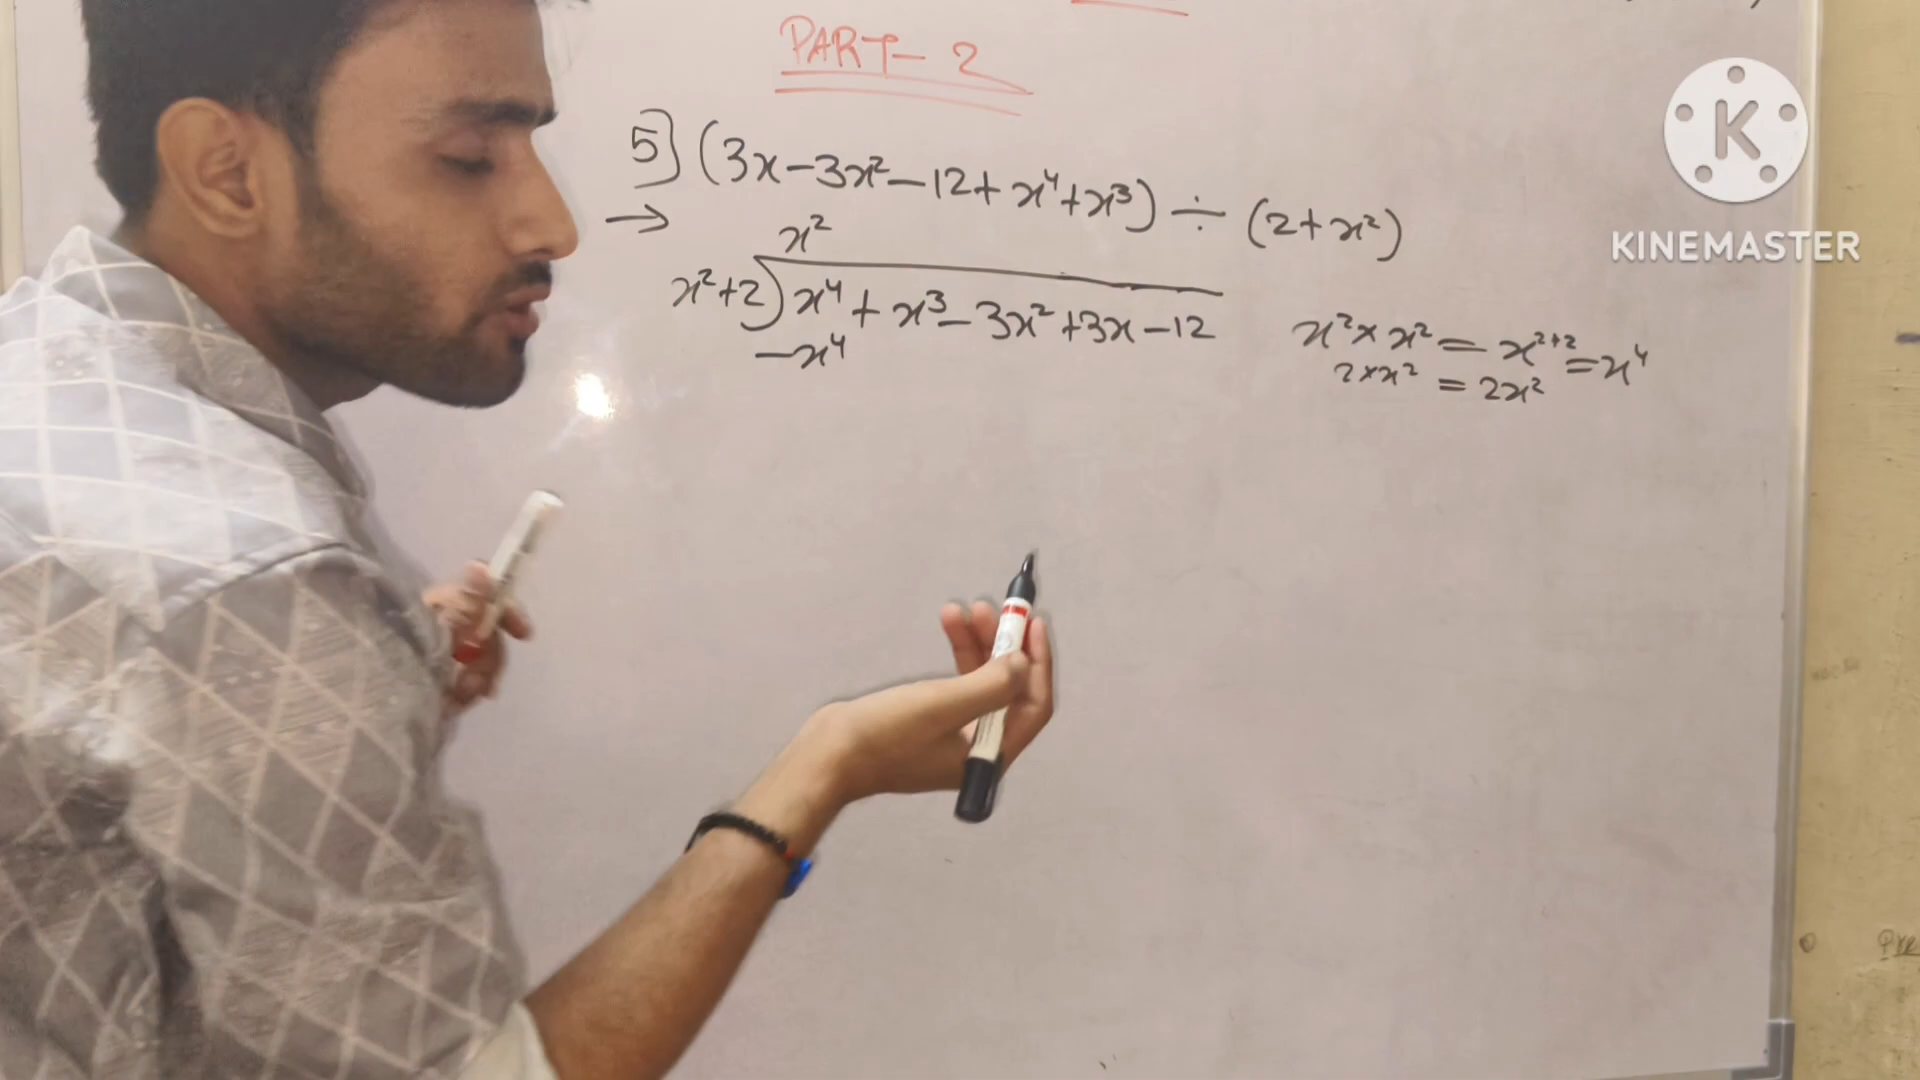 PART-2
5] (3x-3x²-12+x⁴+x³) ÷ (2+x²)
→ x²
x²+2) x⁴ + x³ - 3x² + 3x - 12
-x⁴
x² × x² = x²⁺² = x⁴
2×x² = 2x²
K
KINEMASTER